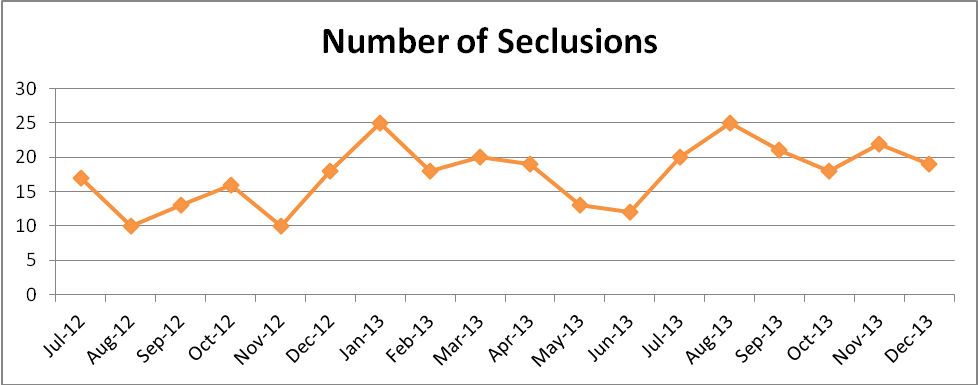 Number of Seclusions
30
25
20
15
10
5
0
Jul-12
Aug-12
Sep-12
Oct-12
Nov-12
Dec-12
Jan-13
Feb-13
Mar-13
Apr-13
May-13
Jun-13
Jul-13
Aug-13
Sep-13
Oct-13
Nov-13
Dec-13